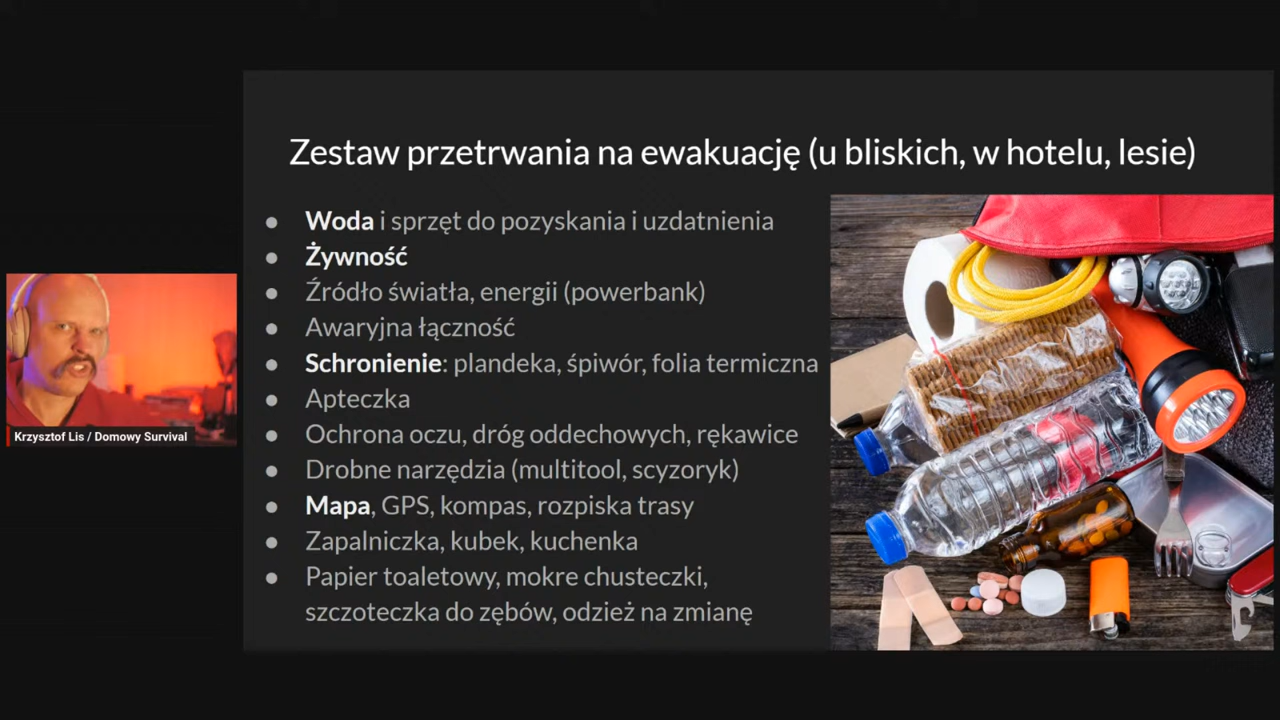 Zestaw przetrwania na ewakuację (u bliskich, w hotelu, lesie)
● Woda i sprzęt do pozyskania i uzdatnienia
● Żywność
● Źródło światła, energii (powerbank)
● Awaryjna łączność
● Schronienie: plandeka, śpiwór, folia termiczna
● Apteczka
● Ochrona oczu, dróg oddechowych, rękawice
● Drobne narzędzia (multitool, scyzoryk)
● Mapa, GPS, kompas, rozpiska trasy
● Zapalniczka, kubek, kuchenka
● Papier toaletowy, mokre chusteczki,
szczoteczka do zębów, odzież na zmianę
Krzysztof Lis / Domowy Survival